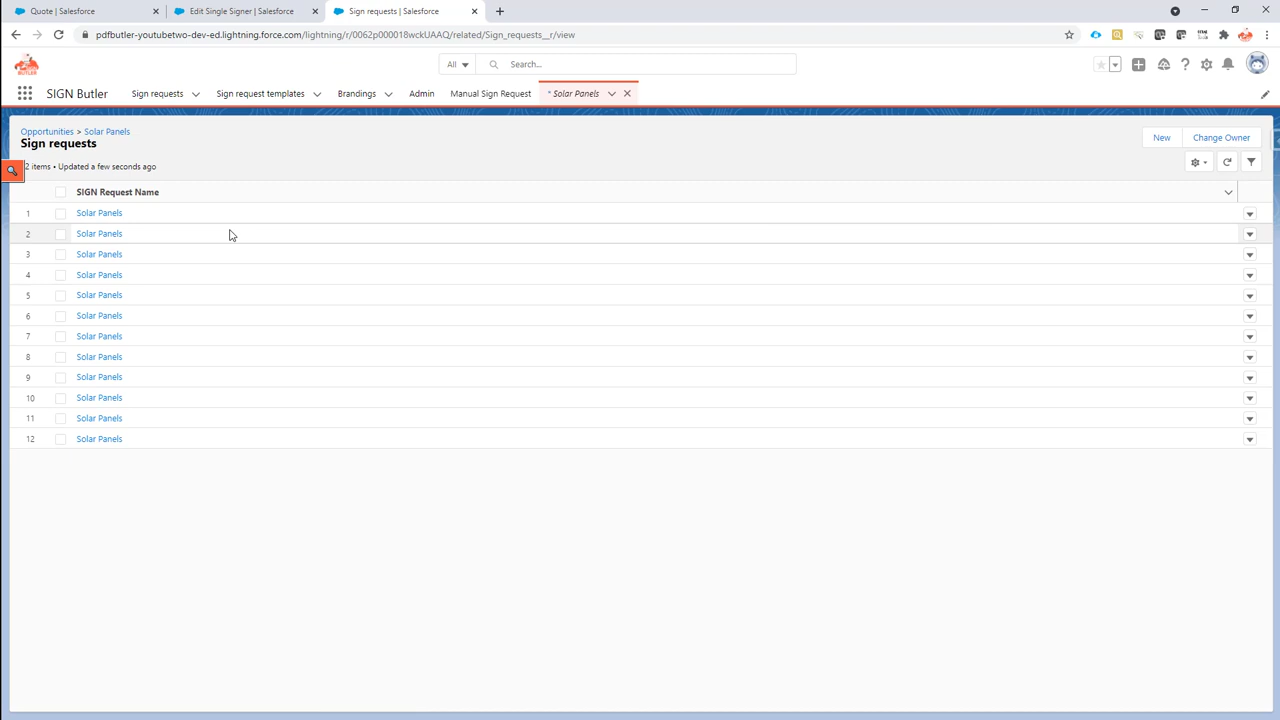 Quote | Salesforce
Edit Single Signer | Salesforce
Sign requests | Salesforce
pdfbutler-youtubetwo-dev-ed.lightning.force.com/lightning/r/0062p000018wckUAAQ/related/Sign_requests__r/view
BUTLER
All
Search...
SIGN Butler
Sign requests
Sign request templates
Brandings
Admin
Manual Sign Request
* Solar Panels
Opportunities > Solar Panels
Sign requests
New
Change Owner
2 items • Updated a few seconds ago
SIGN Request Name
1 Solar Panels
2 Solar Panels
3 Solar Panels
4 Solar Panels
5 Solar Panels
6 Solar Panels
7 Solar Panels
8 Solar Panels
9 Solar Panels
10 Solar Panels
11 Solar Panels
12 Solar Panels